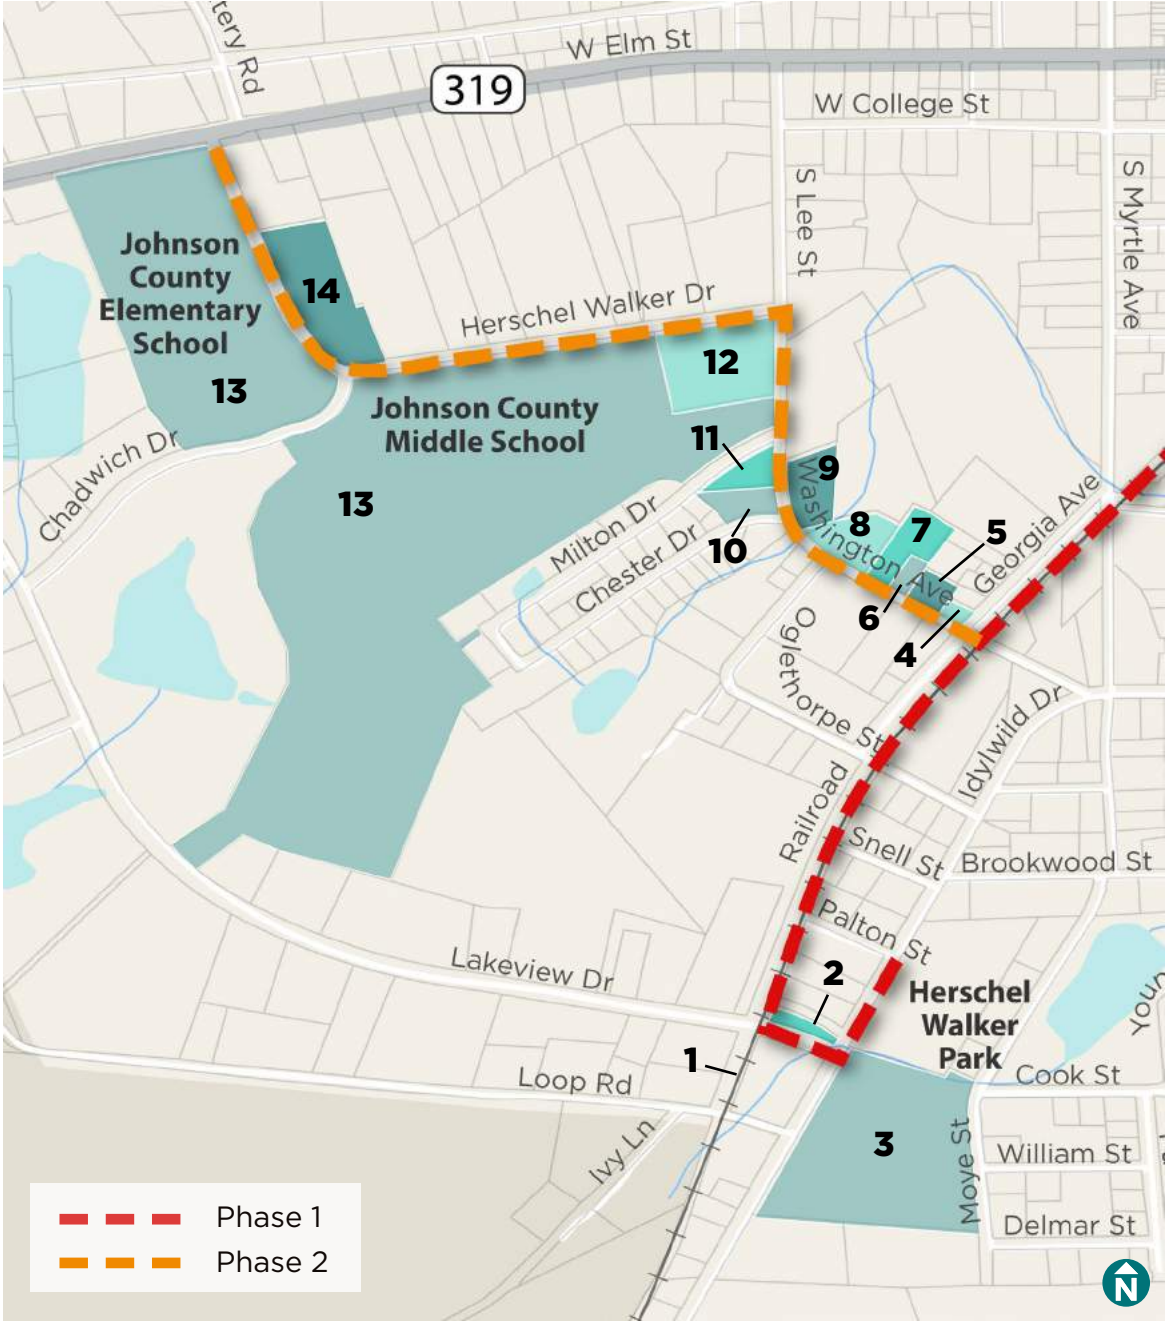 tery Rd
W Elm St
319
W College St
S Lee St
S Myrtle Ave
Johnson
County
Elementary
School
14
Herschel Walker Dr
12
13
Johnson County
Middle School
11
9
Chadwich Dr
13
Washington Ave
8
7
5
Georgia Ave
Milton Dr
10
Chester Dr
6
4
Oglethorpe St
Idylwild Dr
Railroad
Snell St
Brookwood St
Palton St
Lakeview Dr
2
Herschel
Walker
Park
Youn
1
Loop Rd
Cook St
3
Ivy Ln
Moye St
William St
Delmar St
Phase 1
Phase 2
N